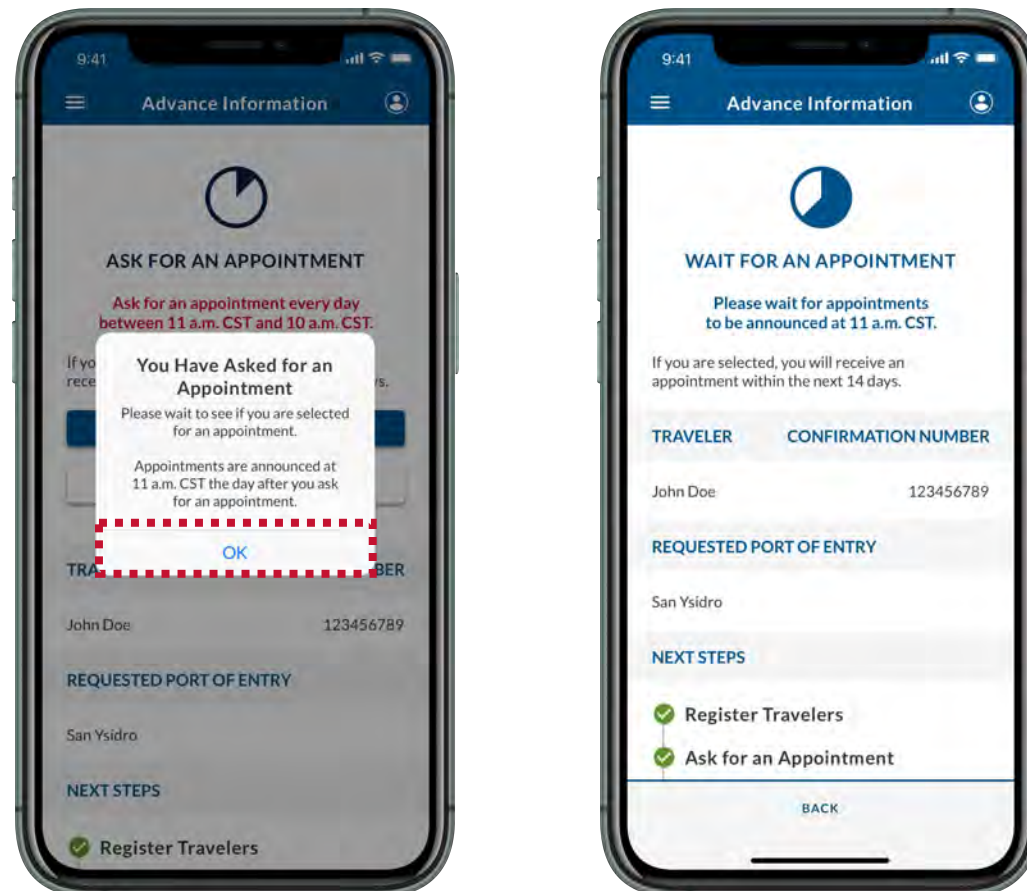 9:41
Advance Information
ASK FOR AN APPOINTMENT
Ask for an appointment every day
between 11 a.m. CST and 10 a.m. CST.
If yo
rece
s.
You Have Asked for an
Appointment
Please wait to see if you are selected
for an appointment.
Appointments are announced at
11 a.m. CST the day after you ask
for an appointment.
OK
TRA
BER
John Doe 123456789
REQUESTED PORT OF ENTRY
San Ysidro
NEXT STEPS
Register Travelers
9:41
Advance Information
WAIT FOR AN APPOINTMENT
Please wait for appointments
to be announced at 11 a.m. CST.
If you are selected, you will receive an
appointment within the next 14 days.
TRAVELER CONFIRMATION NUMBER
John Doe 123456789
REQUESTED PORT OF ENTRY
San Ysidro
NEXT STEPS
Register Travelers
Ask for an Appointment
BACK